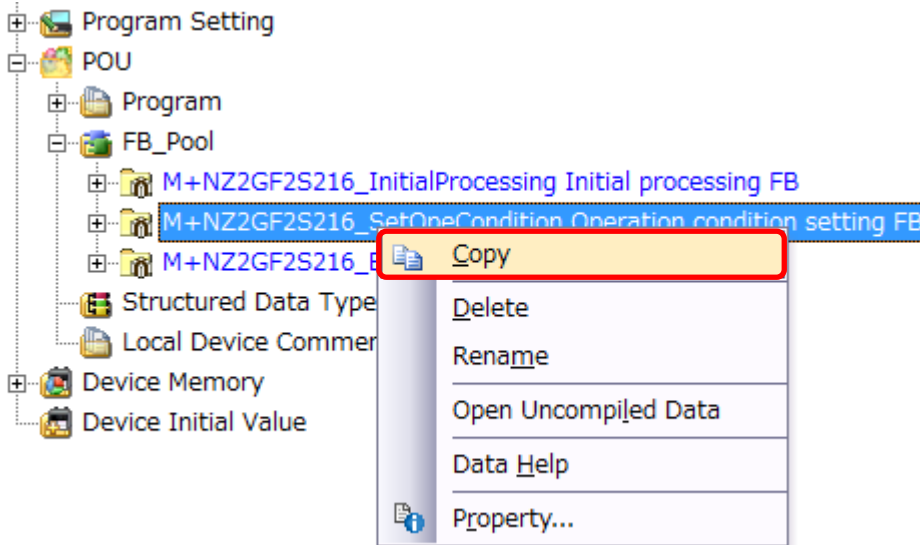 Program Setting
POU
Program
FB_Pool
M+NZ2GF2S216_InitialProcessing Initial processing FB
M+NZ2GF2S216_SetOneCondition Operation condition setting FB
M+NZ2GF2S216_
Copy
Structured Data Type
Delete
Local Device Commen
Rename
Device Memory
Open Uncompiled Data
Device Initial Value
Data Help
Property...